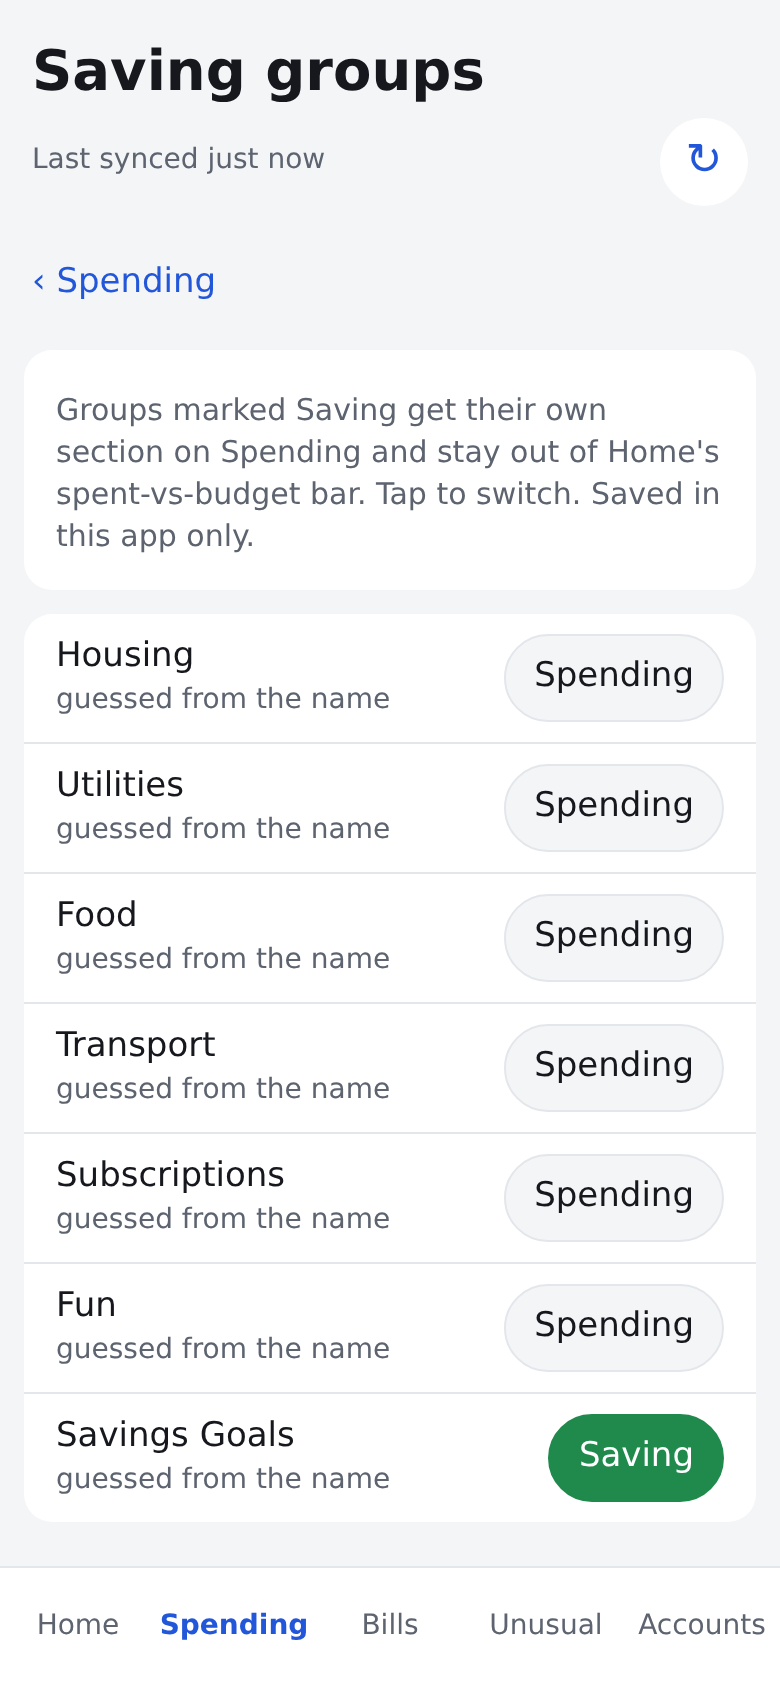 Saving groups
Last synced just now
↻
‹ Spending
Groups marked Saving get their own
section on Spending and stay out of Home's
spent-vs-budget bar. Tap to switch. Saved in
this app only.
Housing
guessed from the name
Spending
Utilities
guessed from the name
Spending
Food
guessed from the name
Spending
Transport
guessed from the name
Spending
Subscriptions
guessed from the name
Spending
Fun
guessed from the name
Spending
Savings Goals
guessed from the name
Saving
Home Spending Bills Unusual Accounts